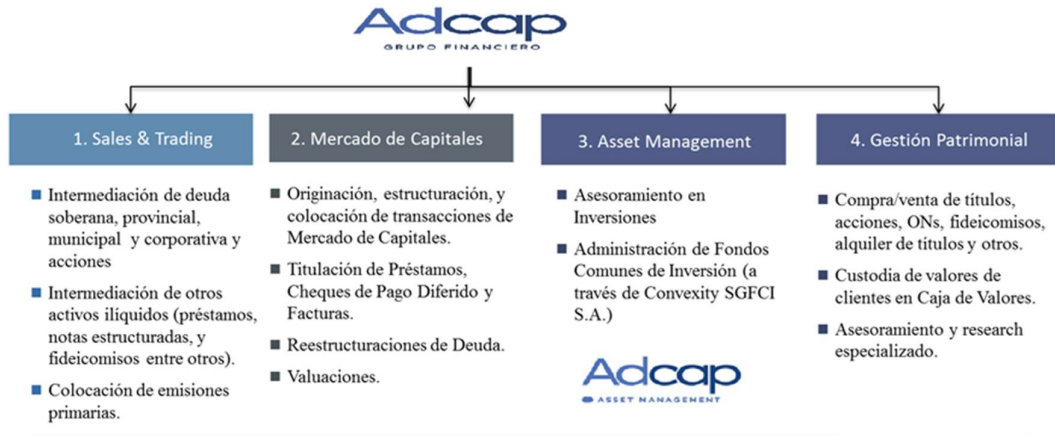 Adcap
GRUPO FINANCIERO
1. Sales & Trading
Intermediación de deuda
soberana, provincial,
municipal y corporativa y
acciones
Intermediación de otros
activos ilíquidos (préstamos,
notas estructuradas, y
fideicomisos entre otros).
Colocación de emisiones
primarias.
2. Mercado de Capitales
Originación, estructuración, y
colocación de transacciones de
Mercado de Capitales.
Titulación de Préstamos,
Cheques de Pago Diferido y
Facturas.
Reestructuraciones de Deuda.
Valuaciones.
3. Asset Management
Asesoramiento en
Inversiones
Administración de Fondos
Comunes de Inversión (a
través de Convexity SGFCI
S.A.)
Adcap
ASSET MANAGEMENT
4. Gestión Patrimonial
Compra/venta de títulos,
acciones, ONs, fideicomisos,
alquiler de títulos y otros.
Custodia de valores de
clientes en Caja de Valores.
Asesoramiento y research
especializado.